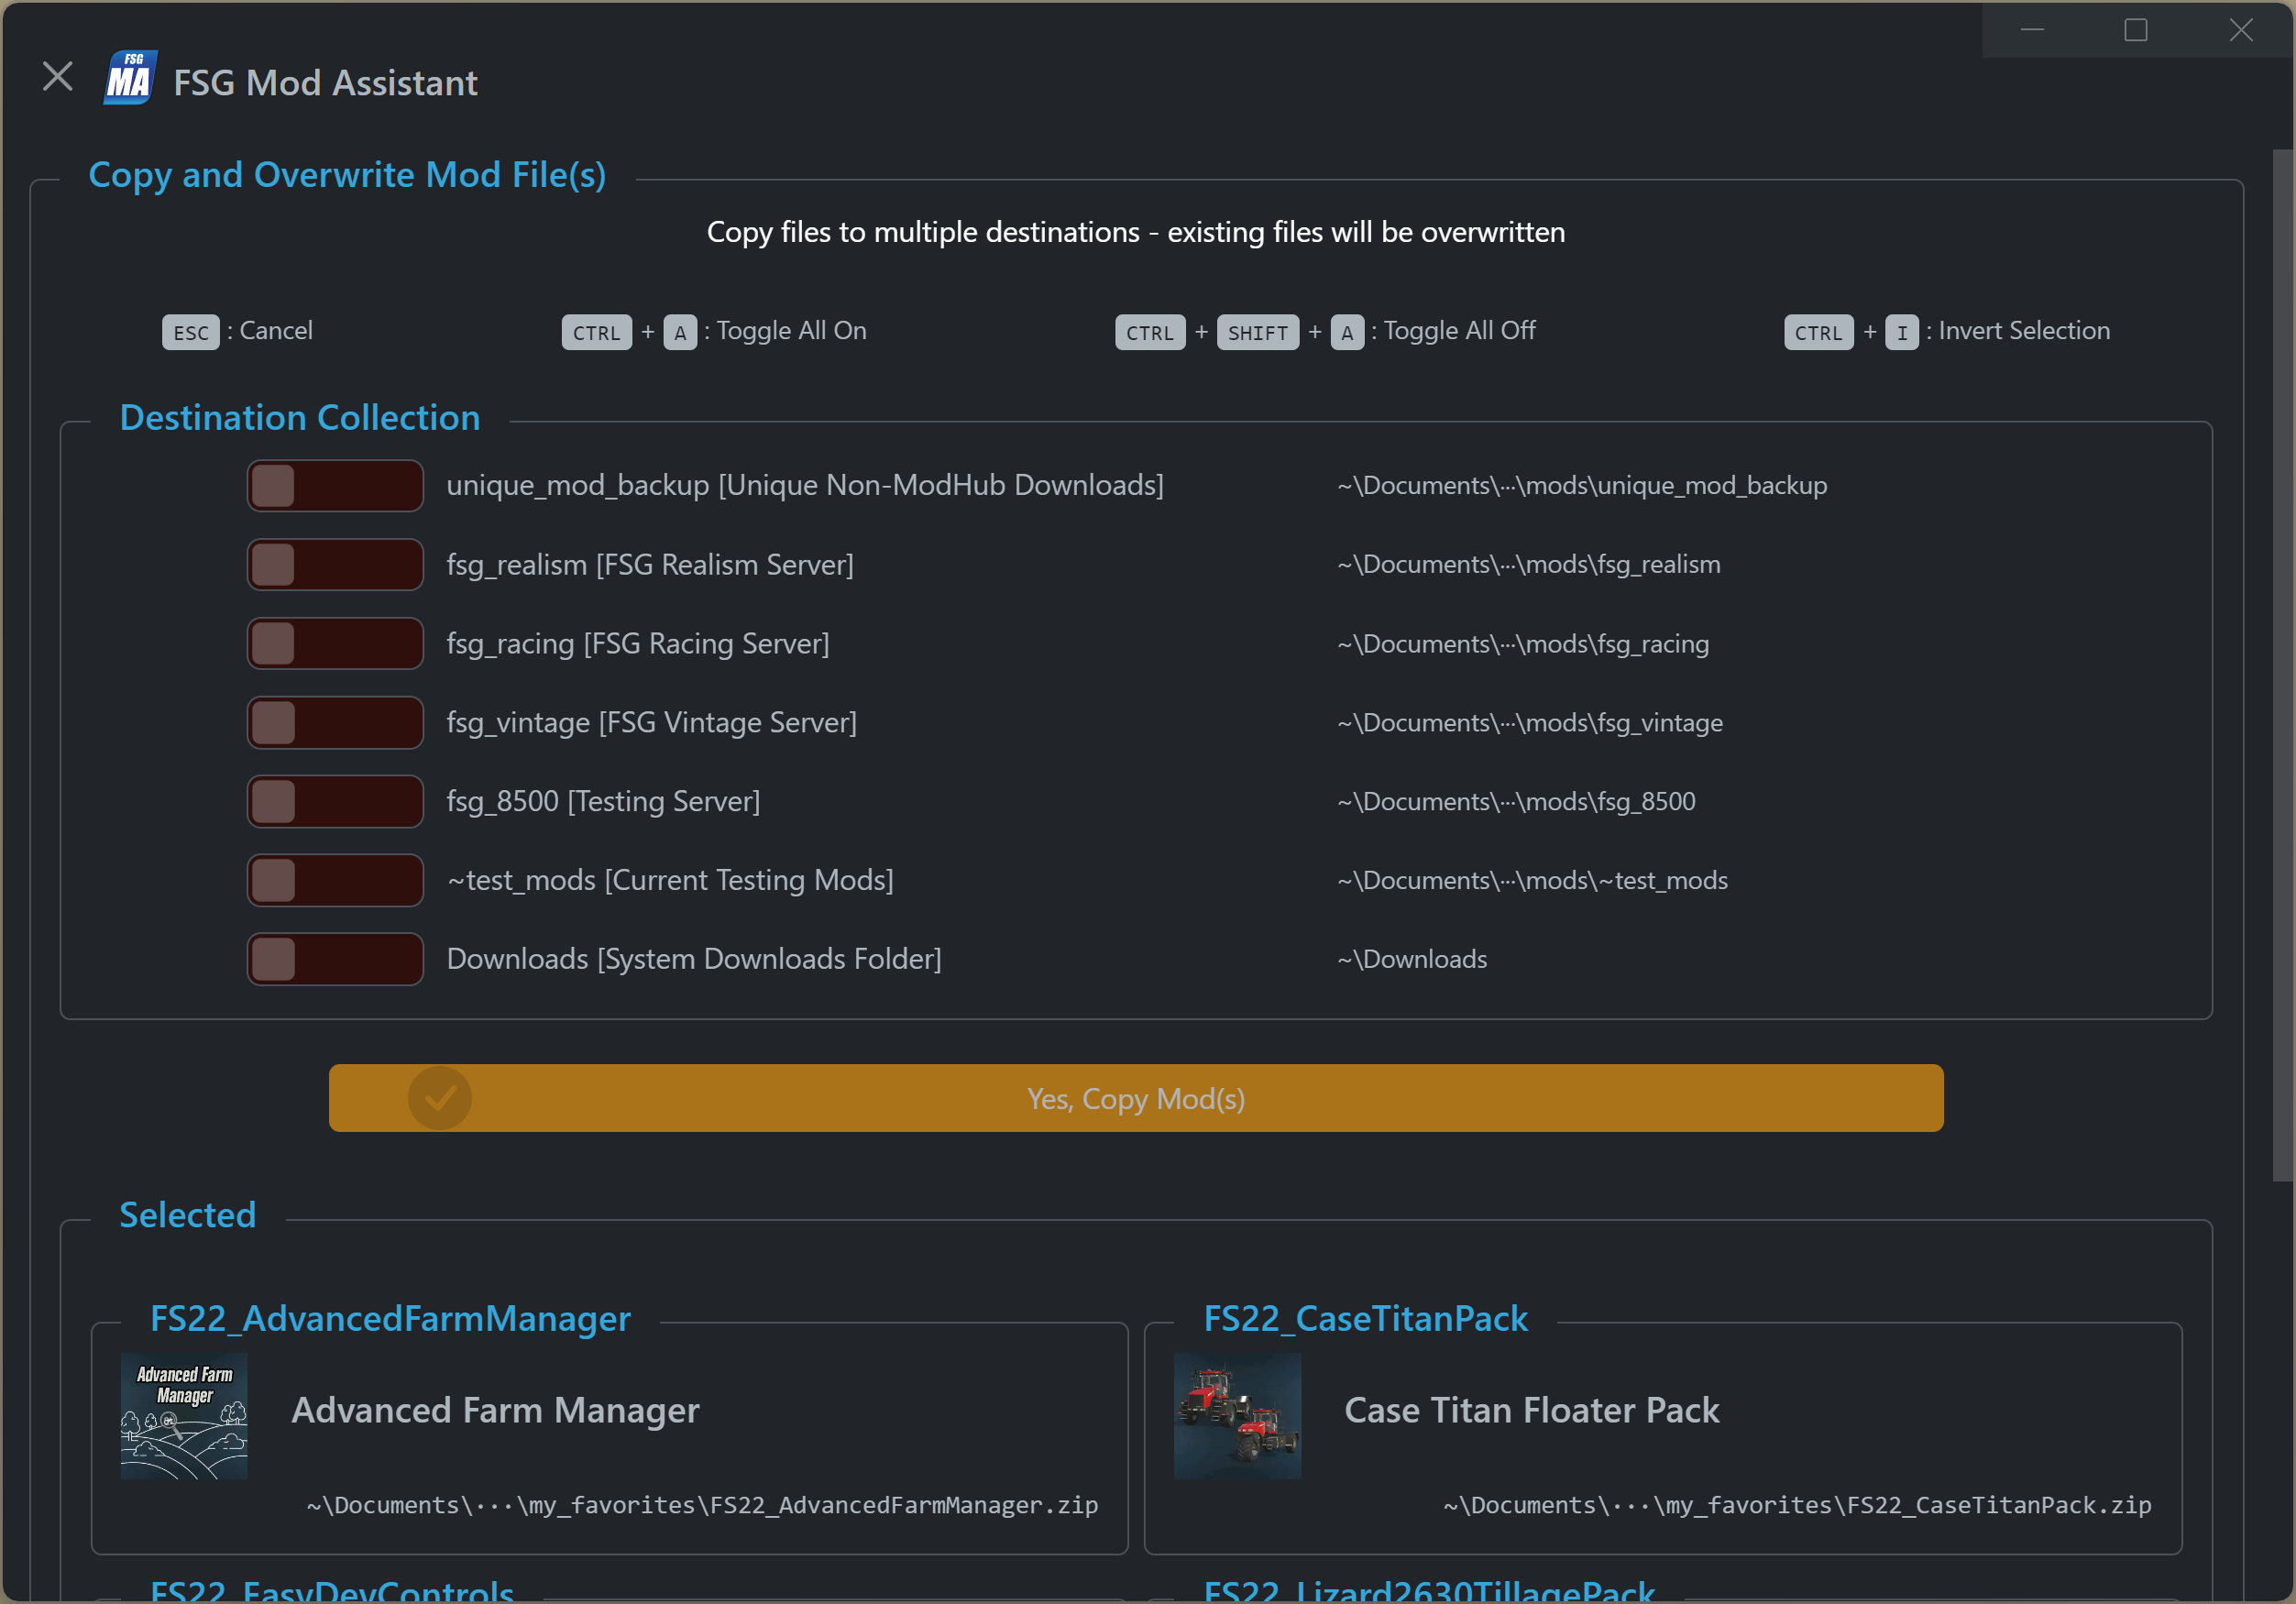 FSG
MA
FSG Mod Assistant
Copy and Overwrite Mod File(s)
Copy files to multiple destinations - existing files will be overwritten
ESC : Cancel
CTRL + A : Toggle All On
CTRL + SHIFT + A : Toggle All Off
CTRL + I : Invert Selection
Destination Collection
unique_mod_backup [Unique Non-ModHub Downloads] ~\Documents\···\mods\unique_mod_backup
fsg_realism [FSG Realism Server] ~\Documents\···\mods\fsg_realism
fsg_racing [FSG Racing Server] ~\Documents\···\mods\fsg_racing
fsg_vintage [FSG Vintage Server] ~\Documents\···\mods\fsg_vintage
fsg_8500 [Testing Server] ~\Documents\···\mods\fsg_8500
~test_mods [Current Testing Mods] ~\Documents\···\mods\~test_mods
Downloads [System Downloads Folder] ~\Downloads
Yes, Copy Mod(s)
Selected
FS22_AdvancedFarmManager
Advanced Farm
Manager
Advanced Farm Manager
~\Documents\···\my_favorites\FS22_AdvancedFarmManager.zip
FS22_CaseTitanPack
Case Titan Floater Pack
~\Documents\···\my_favorites\FS22_CaseTitanPack.zip
FS22_EasyDevControls
FS22_Lizard2630TillagePack